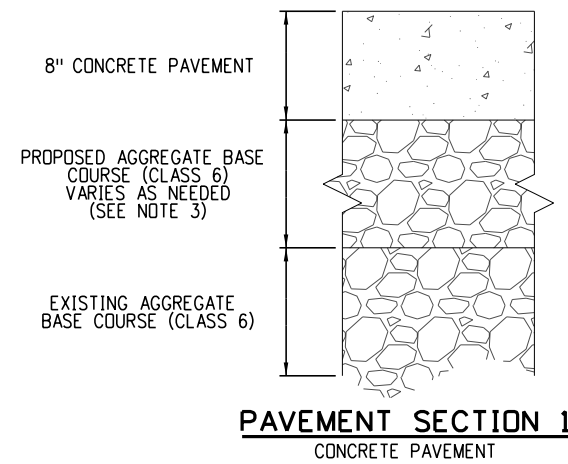 8" CONCRETE PAVEMENT
PROPOSED AGGREGATE BASE
COURSE (CLASS 6)
VARIES AS NEEDED
(SEE NOTE 3)
EXISTING AGGREGATE
BASE COURSE (CLASS 6)
PAVEMENT SECTION 1
CONCRETE PAVEMENT